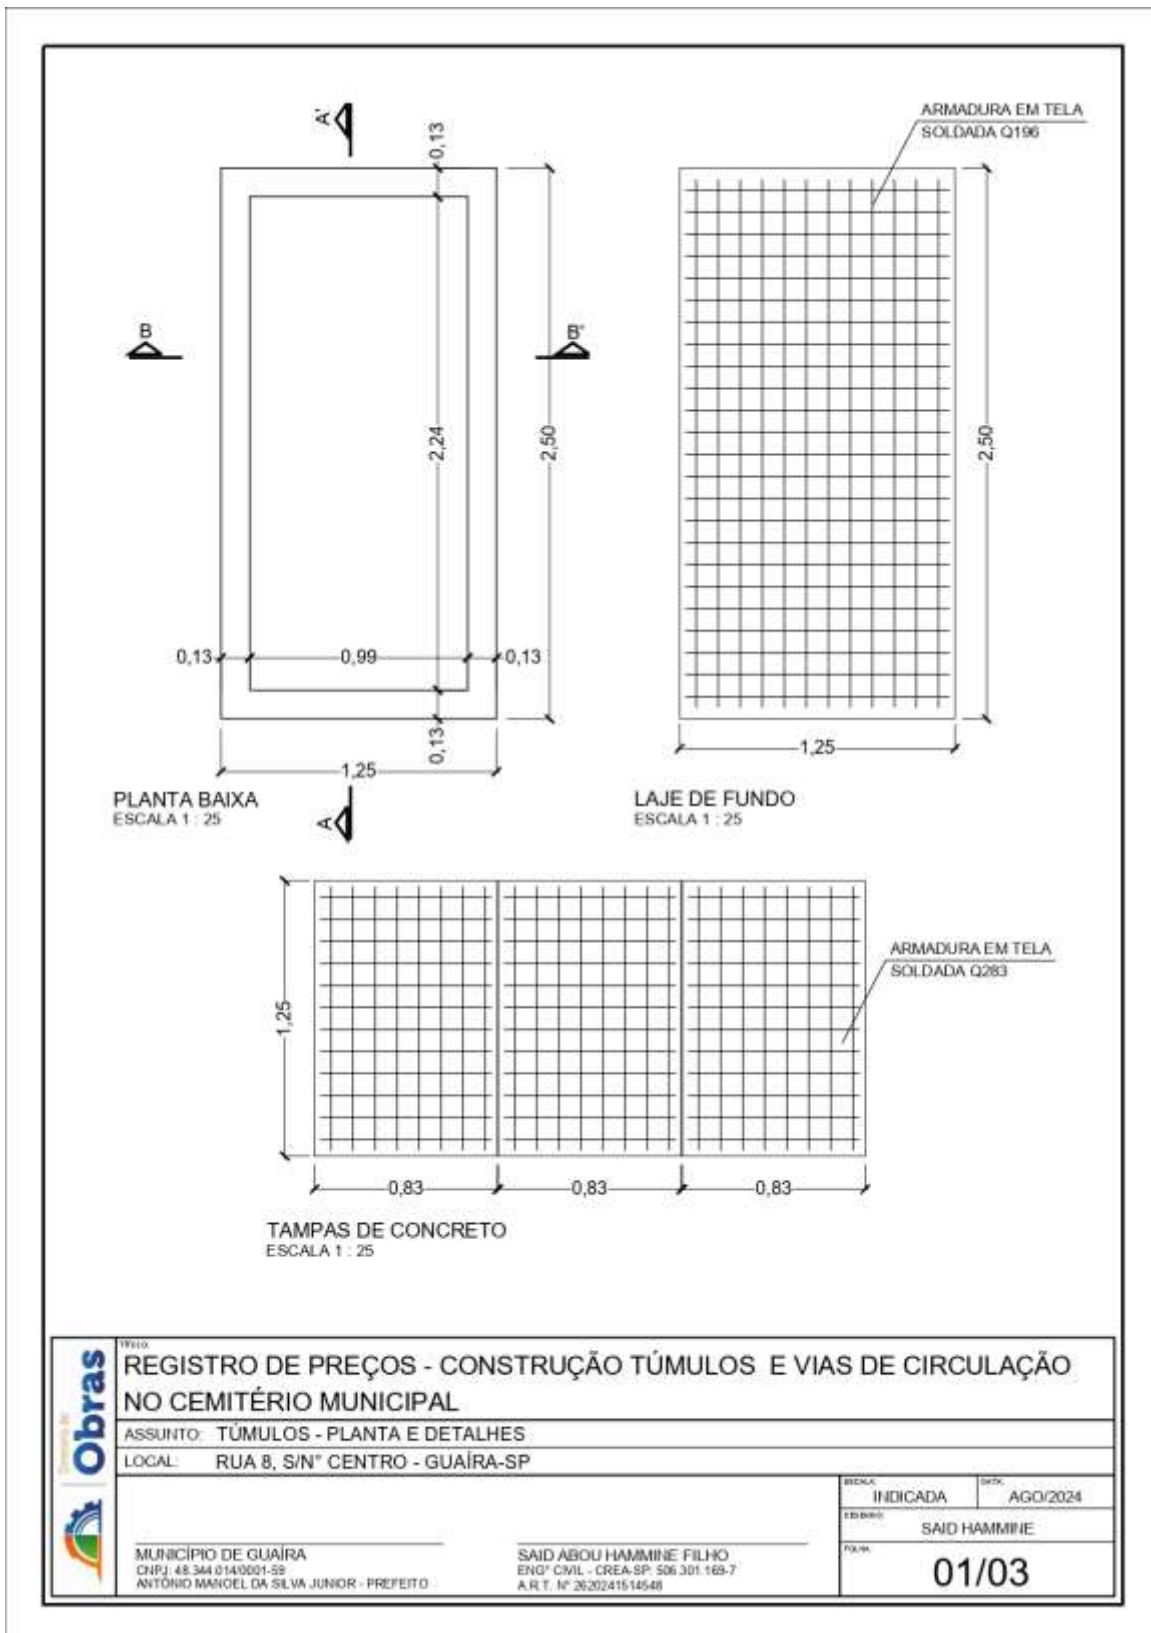 A'
0,13
ARMADURA EM TELA
SOLDADA Q196
B
B'
2,24
2,50
2,50
0,13
0,99
0,13
0,13
1,25
1,25
PLANTA BAIXA
ESCALA 1 : 25
A
LAJE DE FUNDO
ESCALA 1 : 25
1,25
ARMADURA EM TELA
SOLDADA Q283
0,83
0,83
0,83
TAMPAS DE CONCRETO
ESCALA 1 : 25
Obras
TÍTULO:
REGISTRO DE PREÇOS - CONSTRUÇÃO TÚMULOS E VIAS DE CIRCULAÇÃO
NO CEMITÉRIO MUNICIPAL
ASSUNTO: TÚMULOS - PLANTA E DETALHES
LOCAL: RUA 8, S/N° CENTRO - GUAÍRA-SP
ESCALA:
INDICADA
DATA:
AGO/2024
DESENHO:
SAID HAMMINE
FOLHA:
01/03
MUNICÍPIO DE GUAÍRA
CNPJ: 48.344.014/0001-59
ANTÔNIO MANOEL DA SILVA JUNIOR - PREFEITO
SAID ABOU HAMMINE FILHO
ENG° CIVIL - CREA-SP: 506.301.169-7
A.R.T. N° 2620241514548